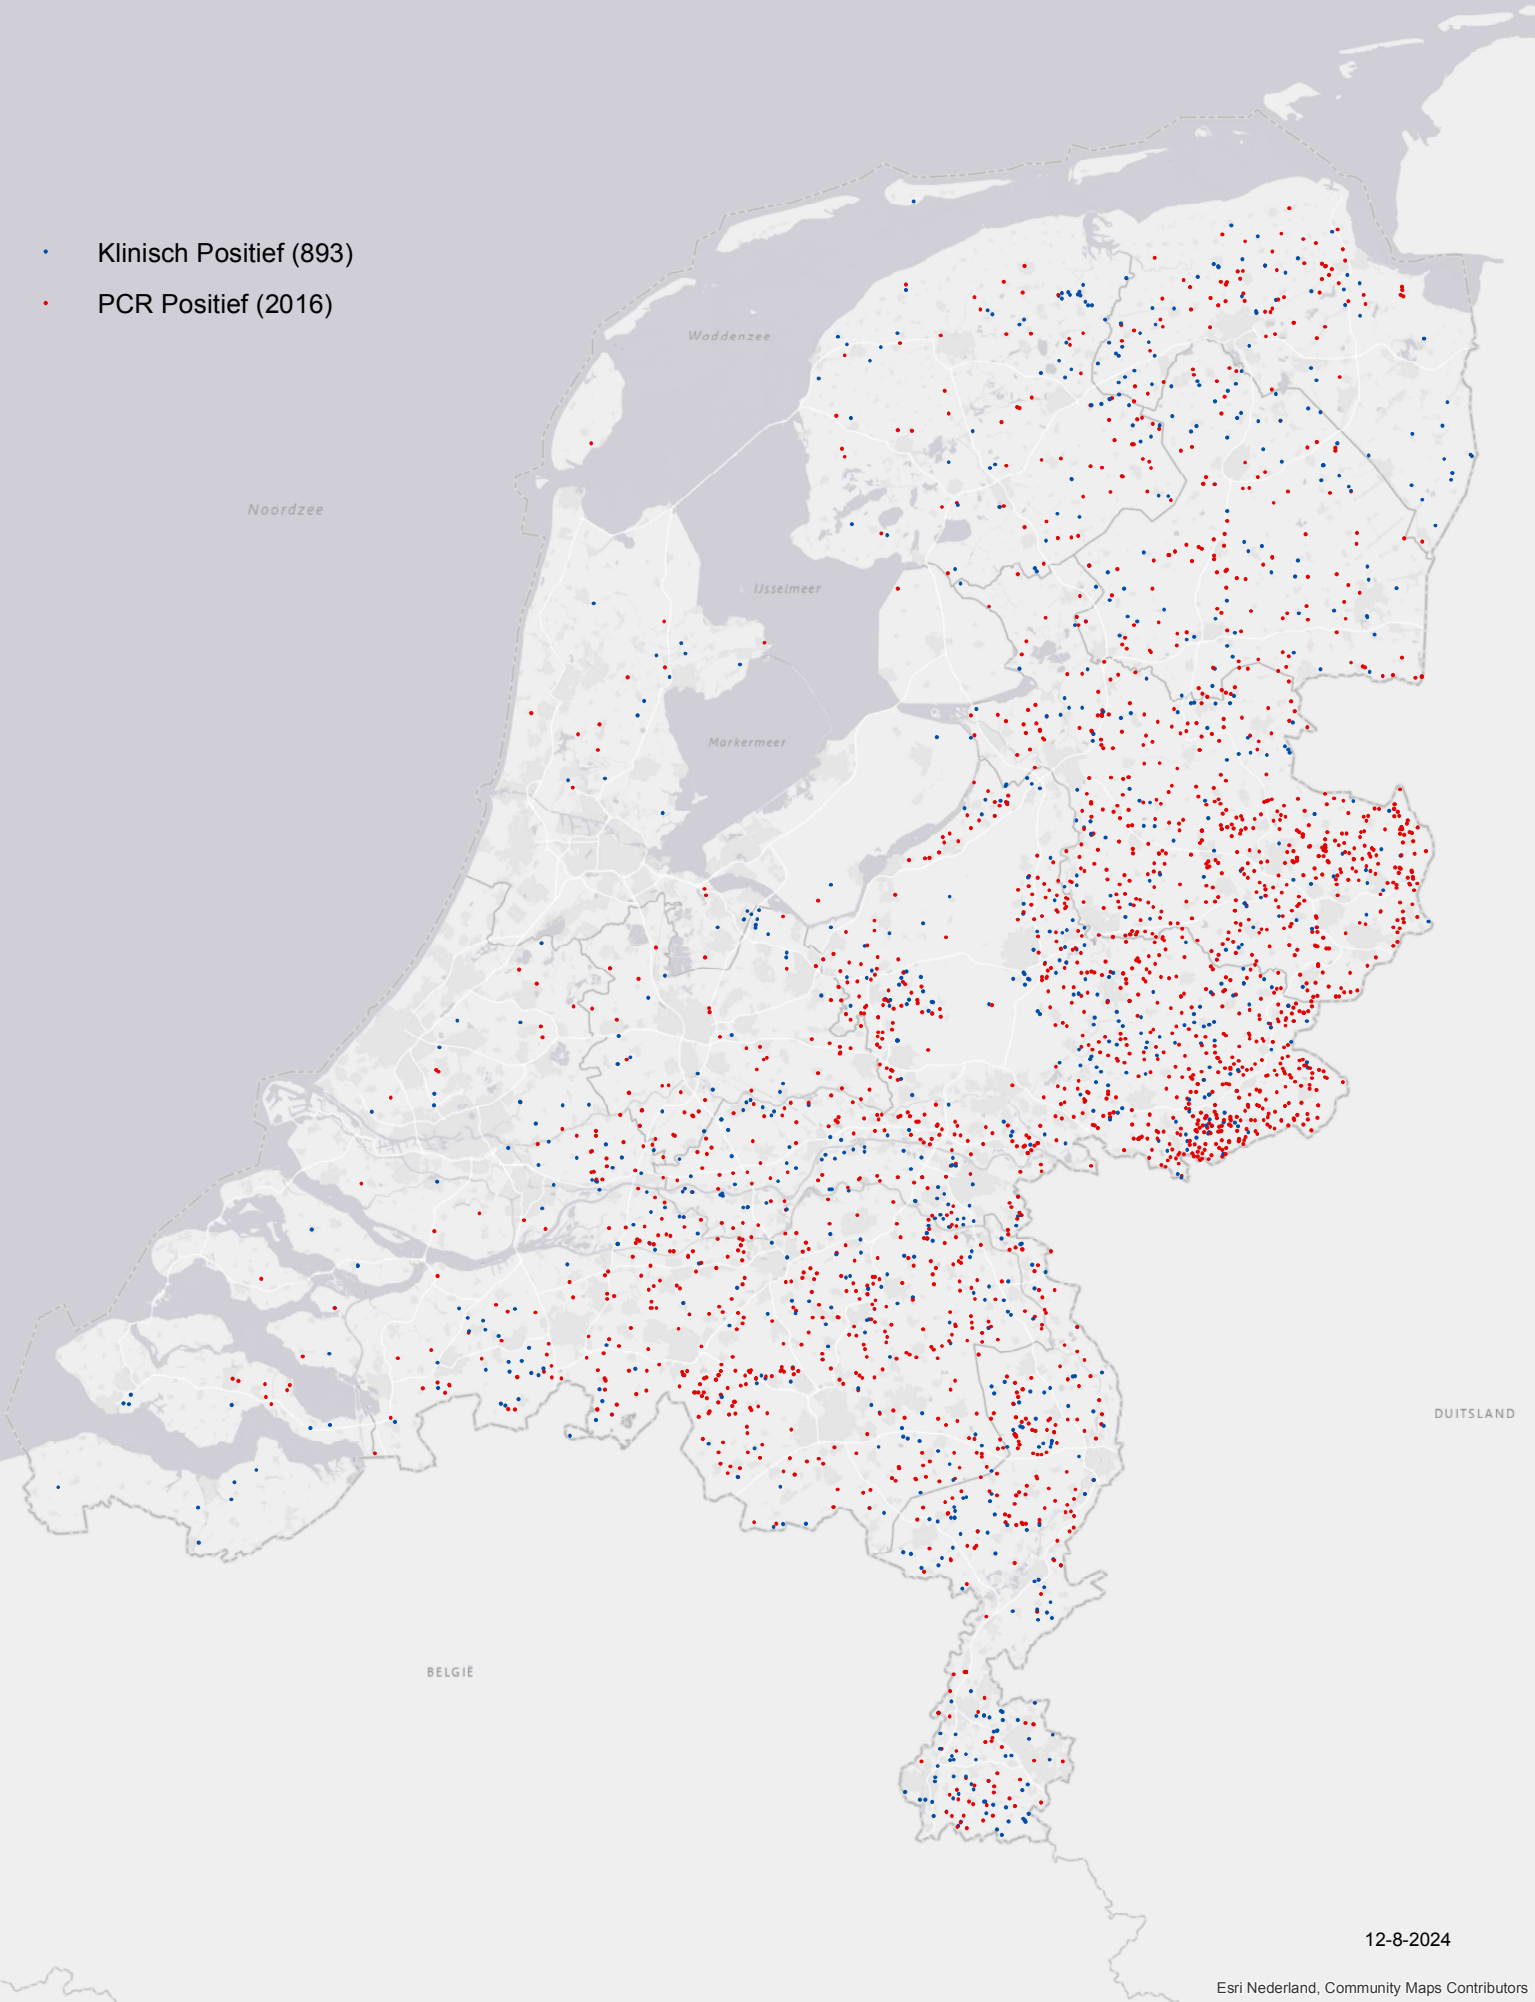 Klinisch Positief (893)
PCR Positief (2016)
Waddenzee
Noordzee
IJsselmeer
Markermeer
DUITSLAND
BELGIË
12-8-2024
Esri Nederland, Community Maps Contributors